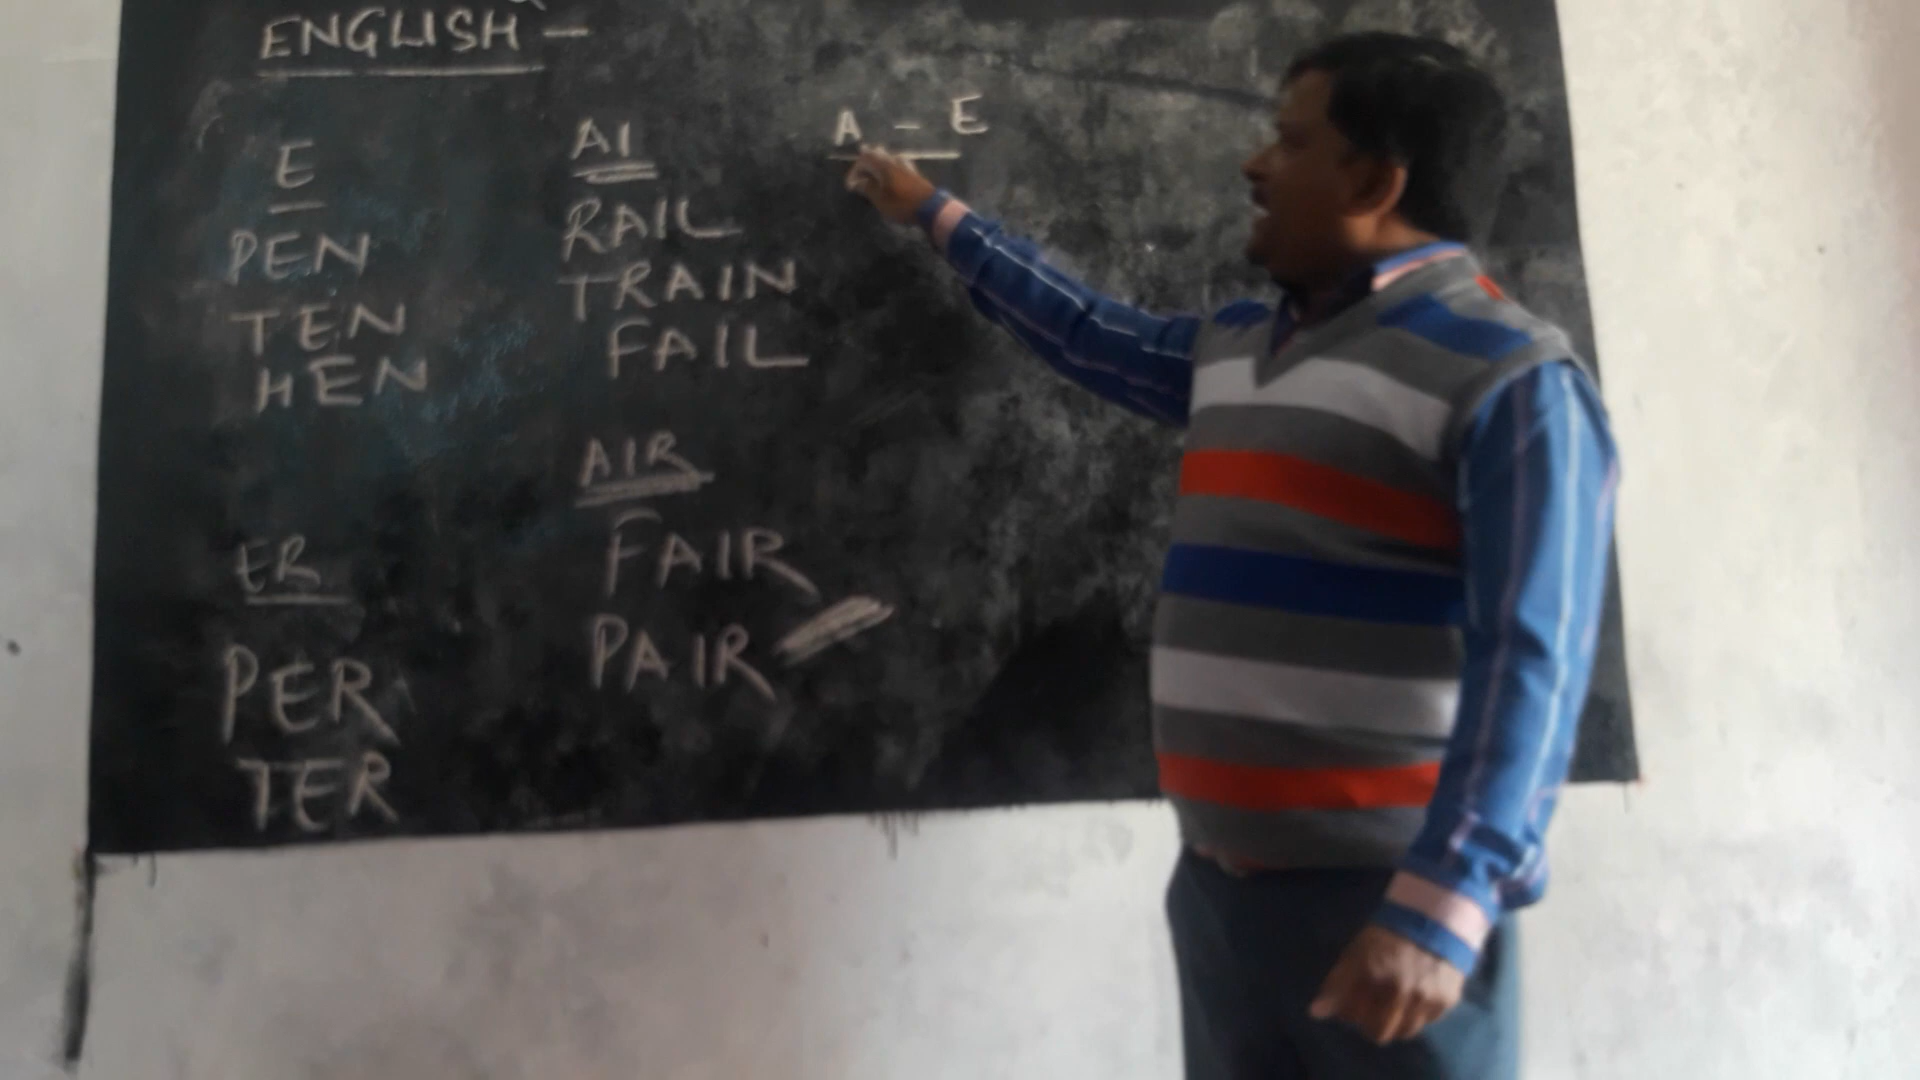 ENGLISH -
E
PEN
TEN
HEN
ER
PER
TER
AI
RAIL
TRAIN
FAIL
AIR
FAIR
PAIR
A - E